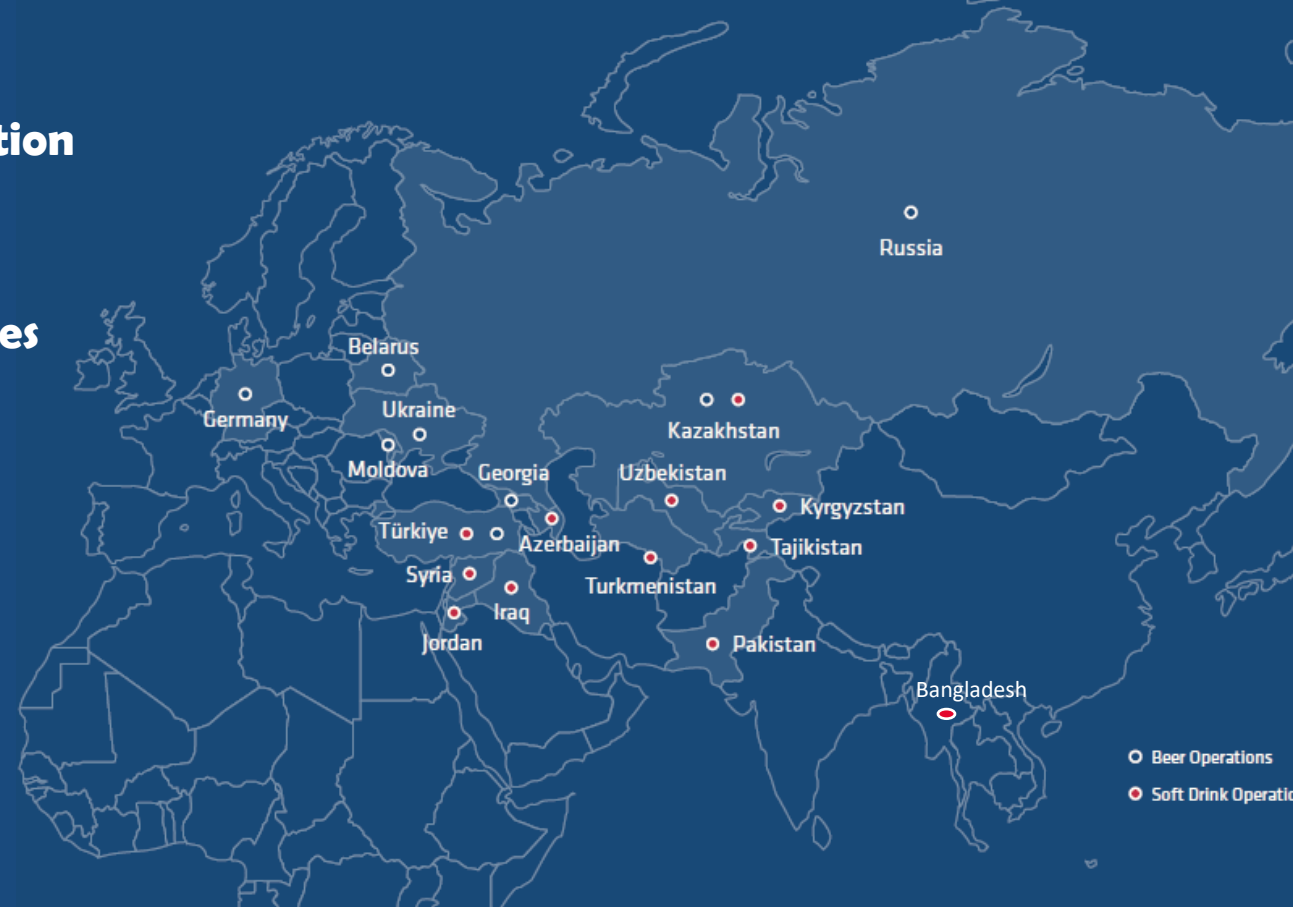 tion
es
Russia
Belarus
Germany
Ukraine
Moldova
Kazakhstan
Georgia
Uzbekistan
Kyrgyzstan
Türkiye
Azerbaijan
Tajikistan
Syria
Turkmenistan
Iraq
Jordan
Pakistan
Bangladesh
Beer Operations
Soft Drink Operatio